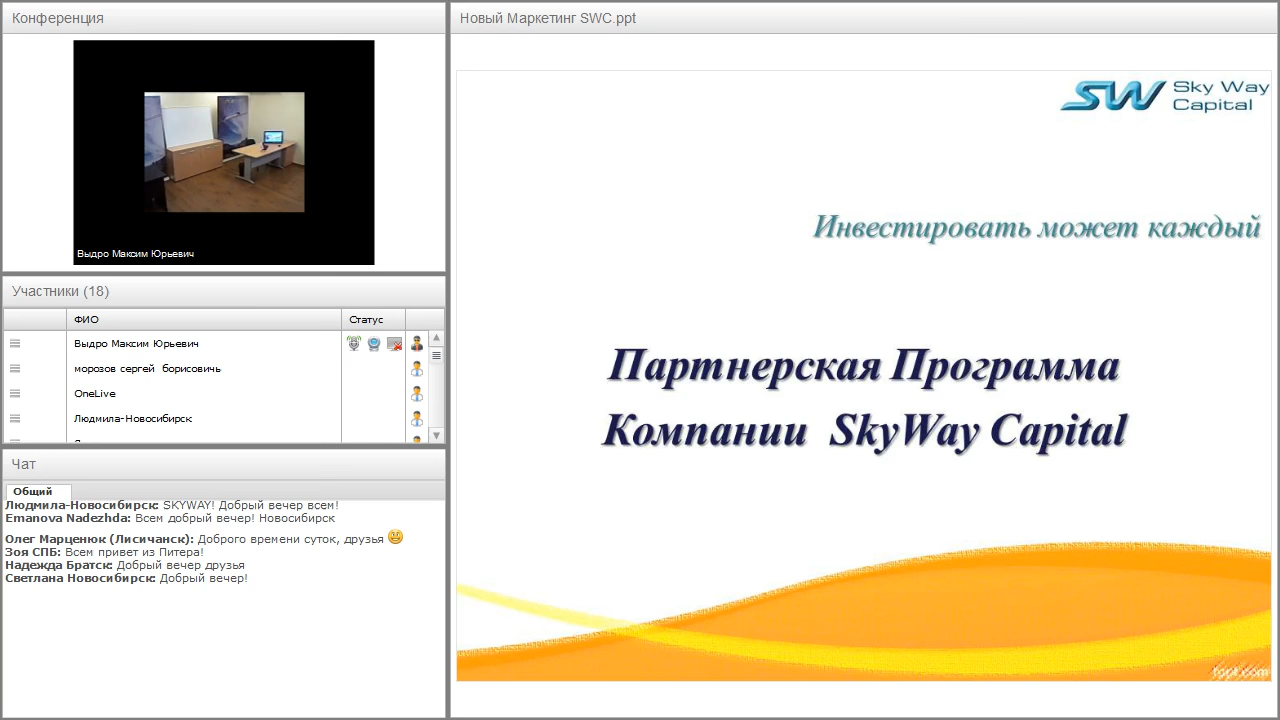 Конференция
Выдро Максим Юрьевич
Участники (18)
ФИО
Статус
Выдро Максим Юрьевич
морозов сергей борисовичь
OneLive
Людмила-Новосибирск
Чат
Общий
Людмила-Новосибирск: SKYWAY! Добрый вечер всем!
Emanova Nadezhda: Всем добрый вечер! Новосибирск
Олег Марценюк (Лисичанск): Доброго времени суток, друзья
Зоя СПБ: Всем привет из Питера!
Надежда Братск: Добрый вечер друзья
Светлана Новосибирск: Добрый вечер!
Новый Маркетинг SWC.ppt
SW Sky Way
Capital
Инвестировать может каждый
Партнерская Программа
Компании SkyWay Capital
fppt.com